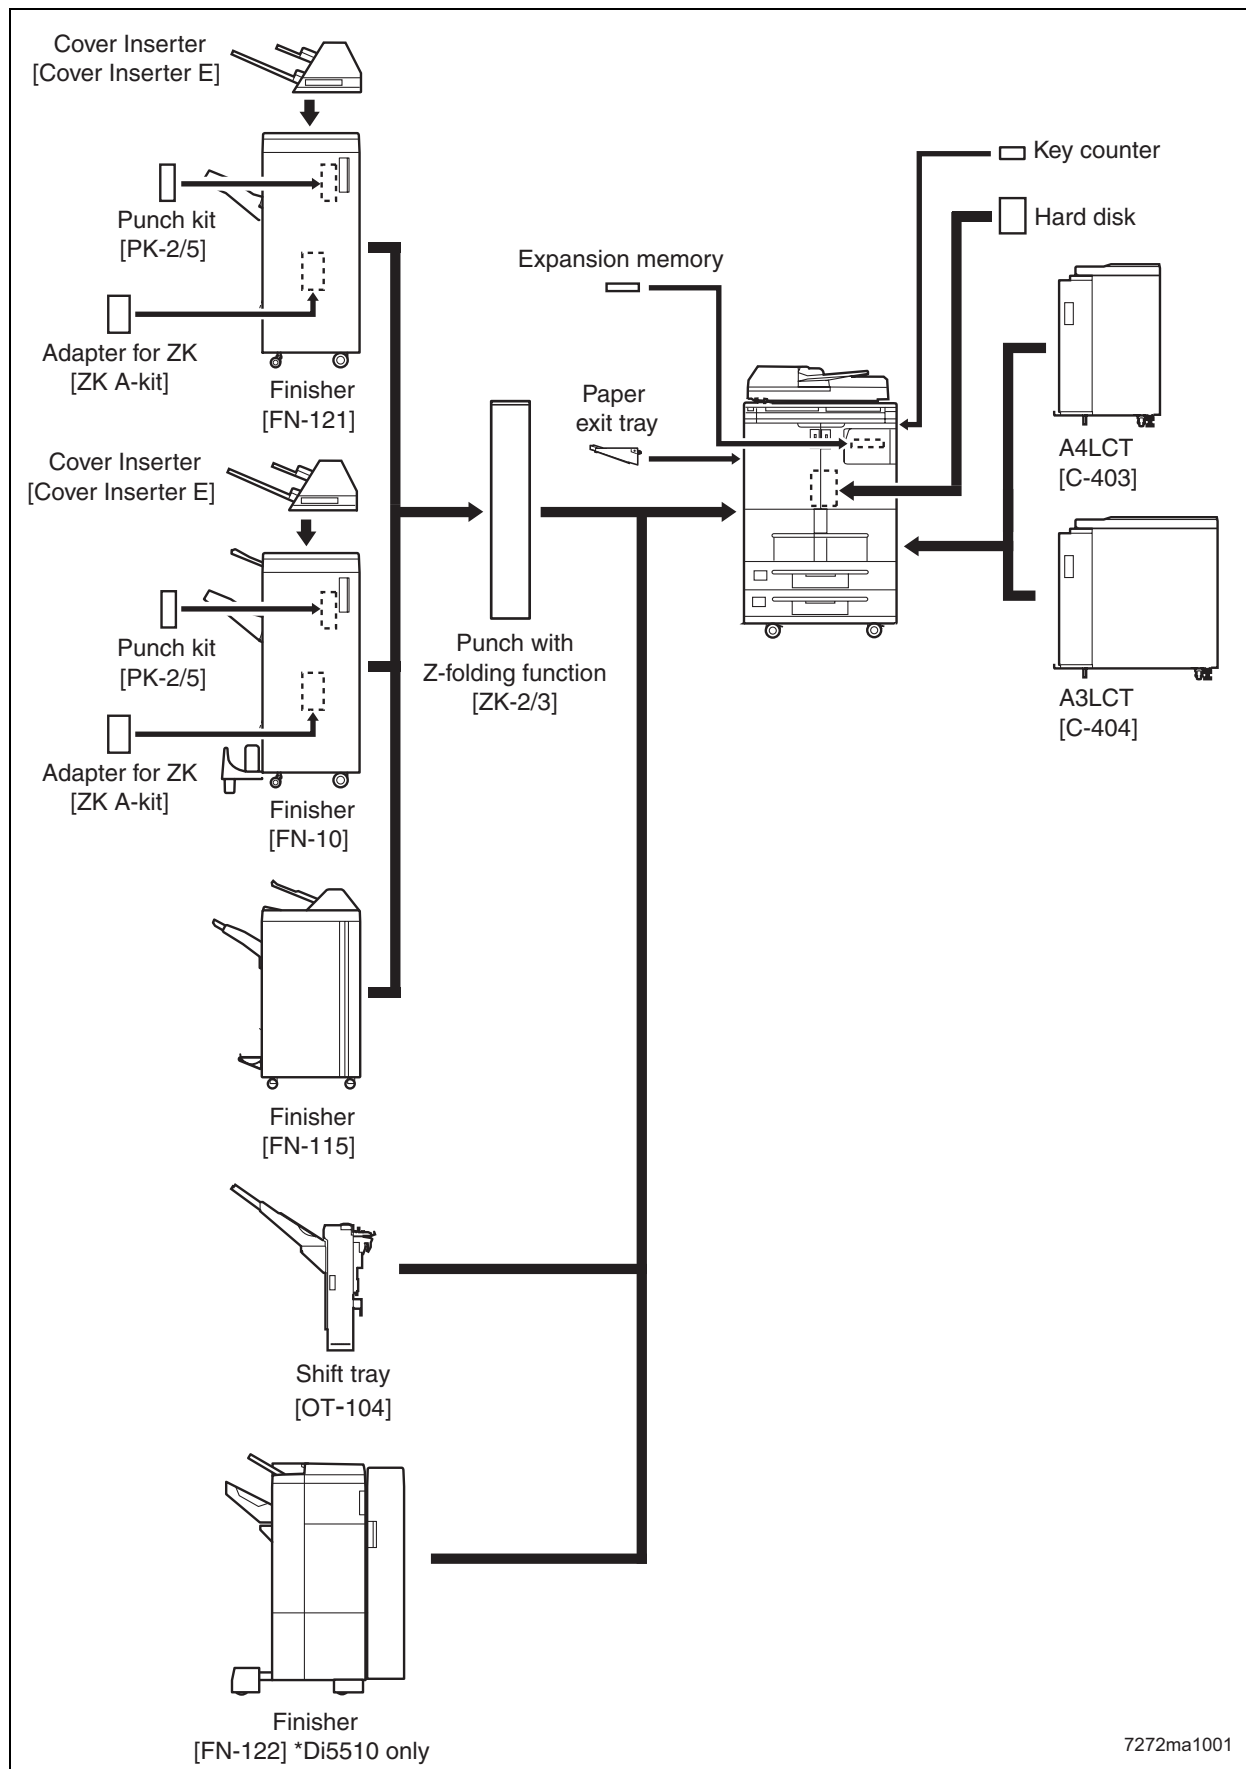 Cover Inserter
[Cover Inserter E]
Punch kit
[PK-2/5]
Adapter for ZK
[ZK A-kit]
Finisher
[FN-121]
Cover Inserter
[Cover Inserter E]
Punch kit
[PK-2/5]
Adapter for ZK
[ZK A-kit]
Finisher
[FN-10]
Finisher
[FN-115]
Shift tray
[OT-104]
Finisher
[FN-122] *Di5510 only
Punch with
Z-folding function
[ZK-2/3]
Expansion memory
Paper
exit tray
Key counter
Hard disk
A4LCT
[C-403]
A3LCT
[C-404]
7272ma1001